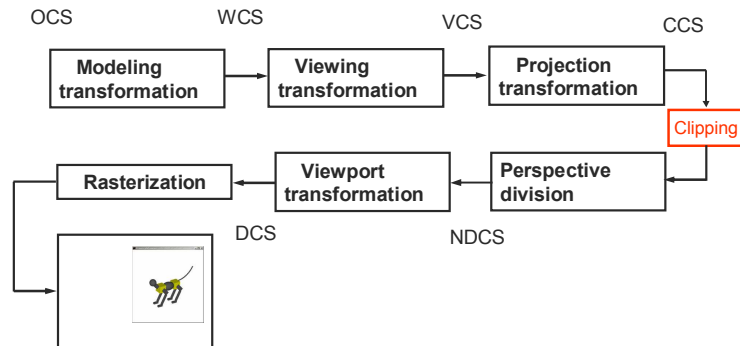 OCS
WCS
VCS
CCS
Modeling
transformation
Viewing
transformation
Projection
transformation
Clipping
Rasterization
Viewport
transformation
Perspective
division
DCS
NDCS